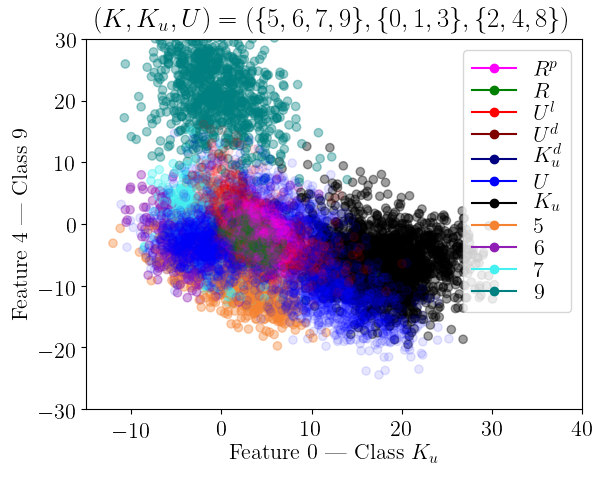 (K, K_u, U) = ({5, 6, 7, 9}, {0, 1, 3}, {2, 4, 8})
30
20
10
0
−10
−20
−30
Feature 4 — Class 9
−10
0
10
20
30
40
Feature 0 — Class K_u
R^p
R
U^l
U^d
K_u^d
U
K_u
5
6
7
9